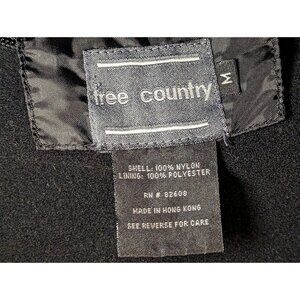 free country
M
SHELL: 100% NYLON
LINING: 100% POLYESTER
RN # 82608
MADE IN HONG KONG
SEE REVERSE FOR CARE